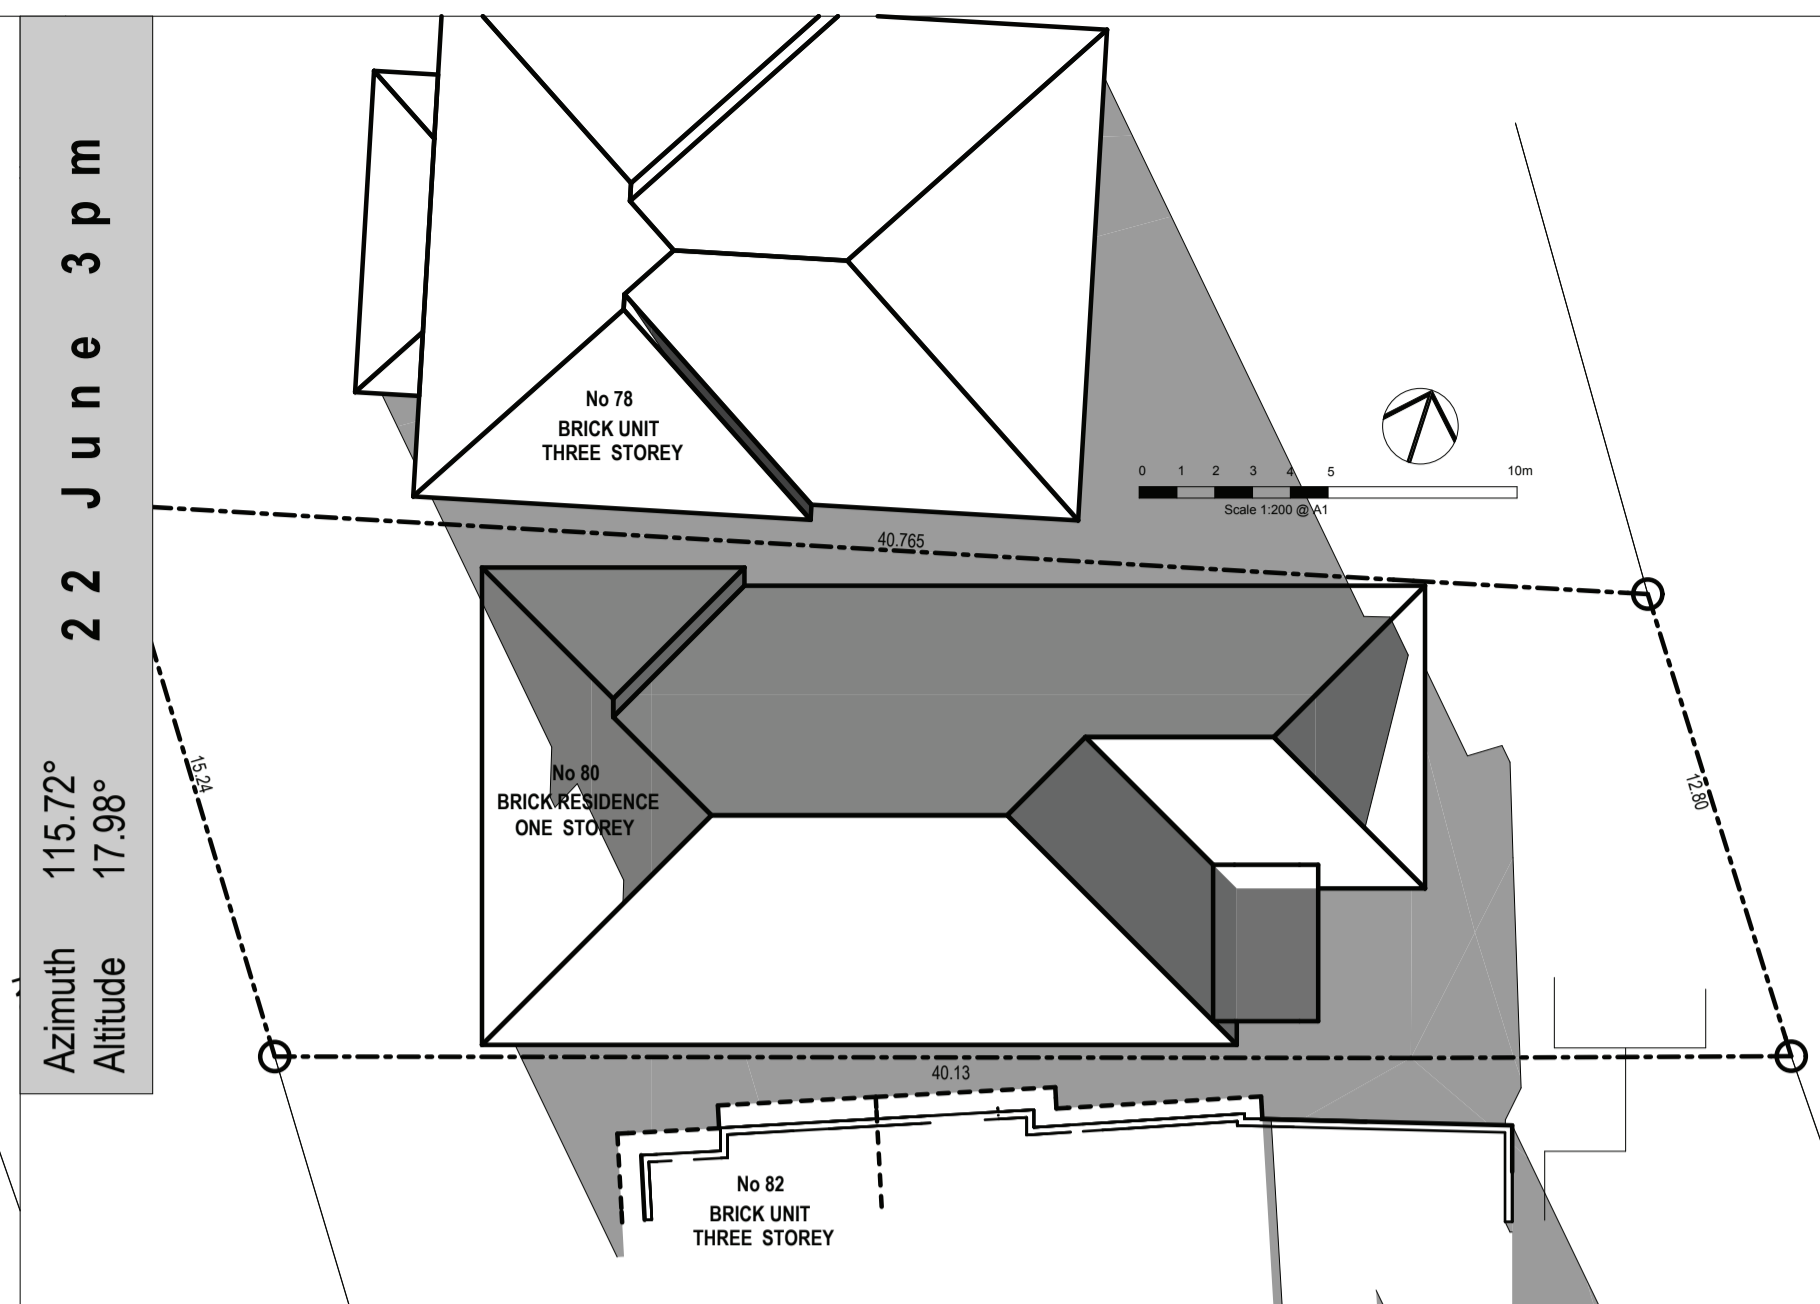 22 June 3pm
Azimuth 115.72°
Altitude 17.98°
No 78
BRICK UNIT
THREE STOREY
0 1 2 3 4 5 10m
Scale 1:200 @ A1
40.765
15.24
No 80
BRICK RESIDENCE
ONE STOREY
12.80
40.13
No 82
BRICK UNIT
THREE STOREY